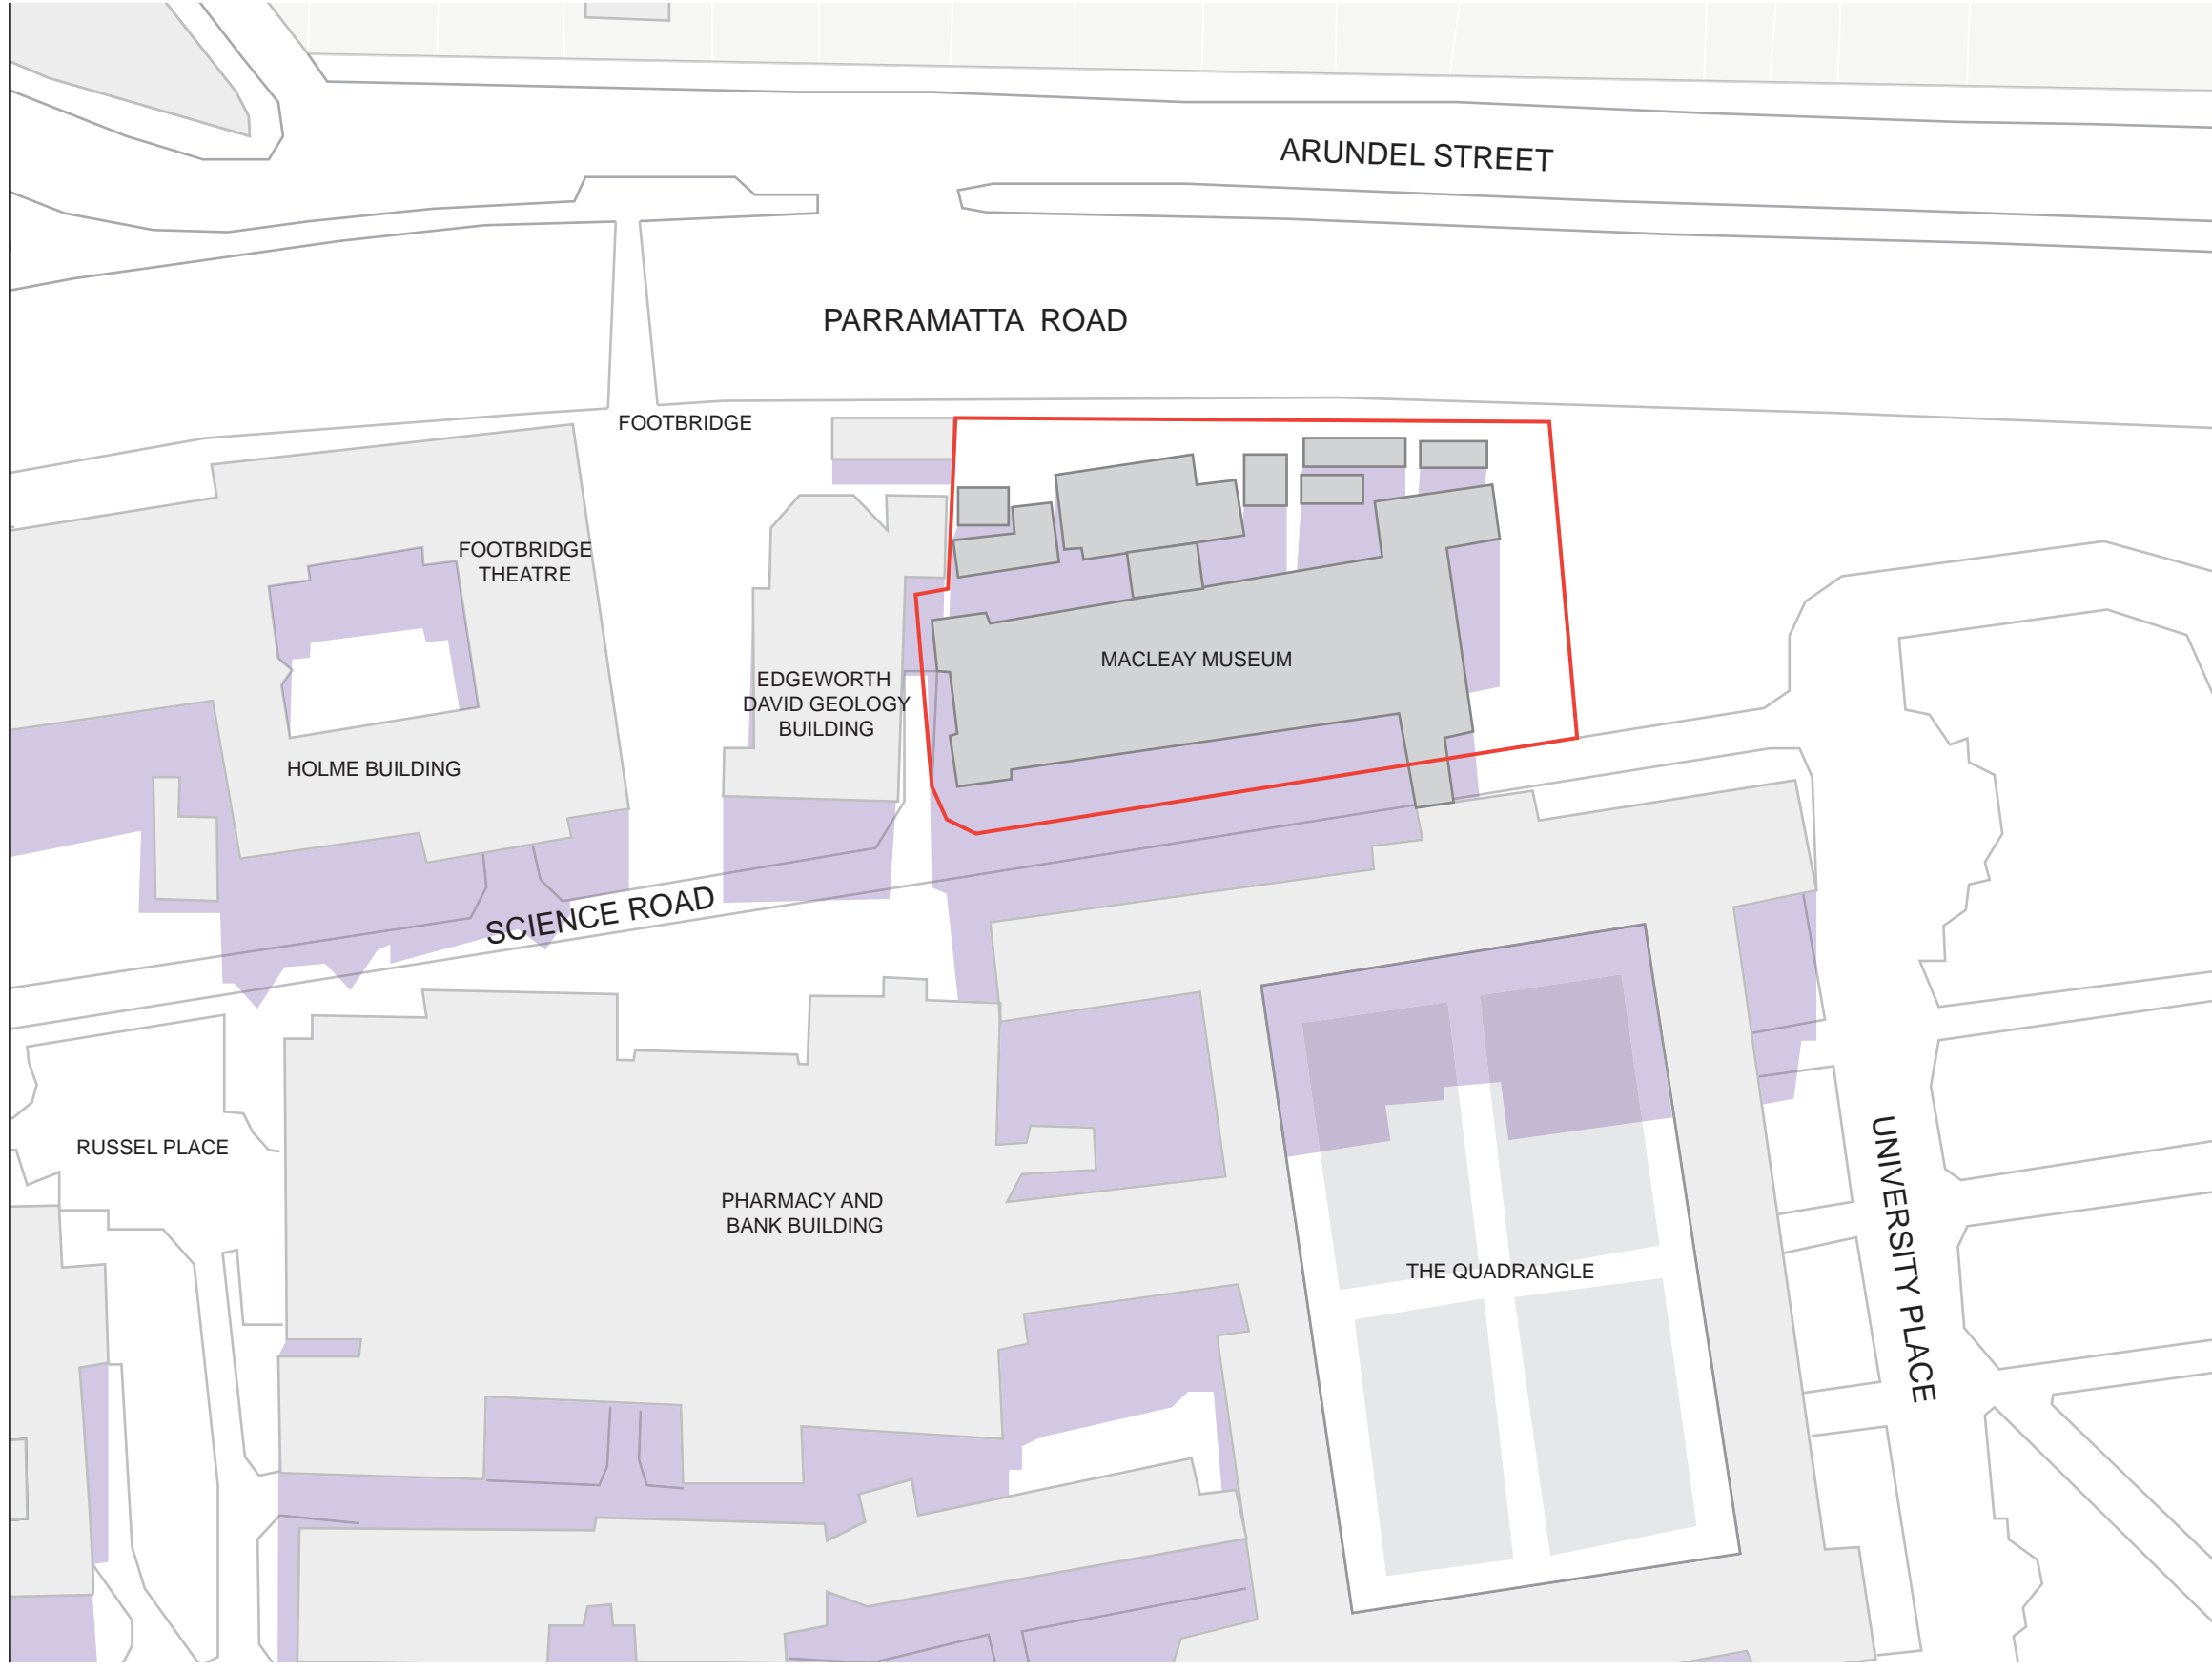 ARUNDEL STREET
PARRAMATTA ROAD
FOOTBRIDGE
FOOTBRIDGE
THEATRE
MACLEAY MUSEUM
EDGEWORTH
DAVID GEOLOGY
BUILDING
HOLME BUILDING
SCIENCE ROAD
RUSSEL PLACE
PHARMACY AND
BANK BUILDING
THE QUADRANGLE
UNIVERSITY PLACE